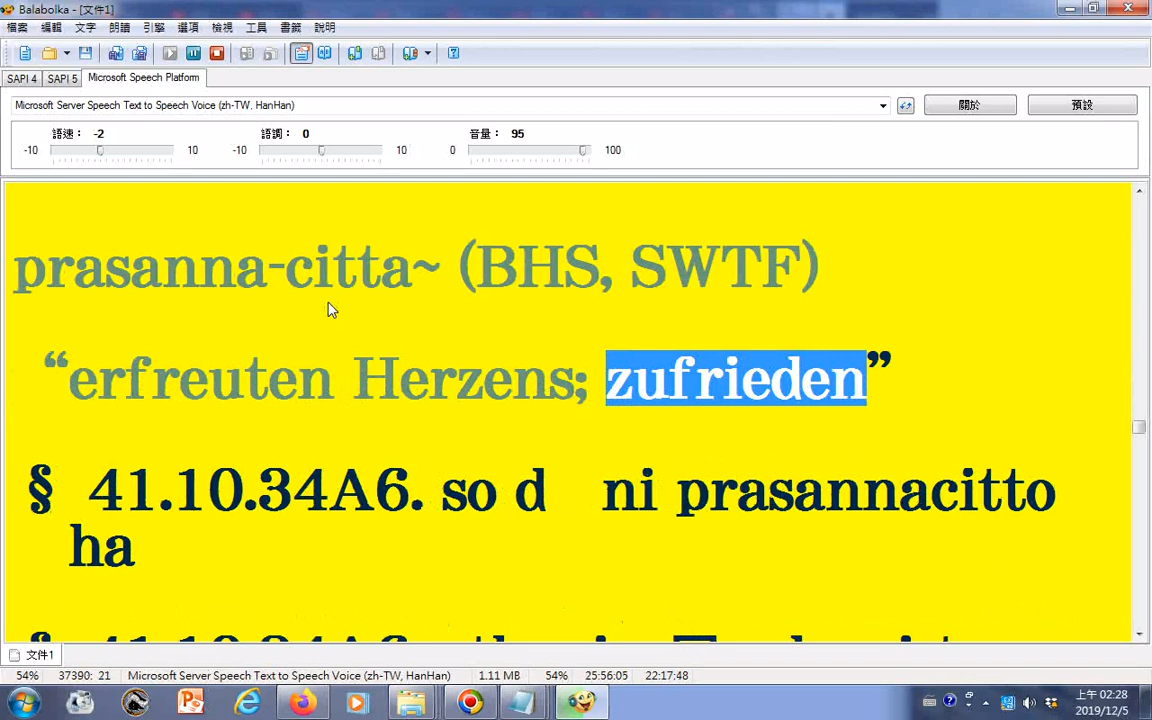 Balabolka - [文件1]
檔案 編輯 文字 朗讀 引擎 選項 檢視 工具 書籤 說明
SAPI 4 SAPI 5 Microsoft Speech Platform
Microsoft Server Speech Text to Speech Voice (zh-TW, HanHan) 關於 預設
語速： -2 語調： 0 音量： 95
-10 10 -10 10 0 100
prasanna-citta~ (BHS, SWTF)
“erfreuten Herzens; zufrieden”
§ 41.10.34A6. so d ni prasannacitto
ha
文件1
54% 37390: 21 Microsoft Server Speech Text to Speech Voice (zh-TW, HanHan) 1.11 MB 54% 25:56:05 22:17:48
上午 02:28
2019/12/5